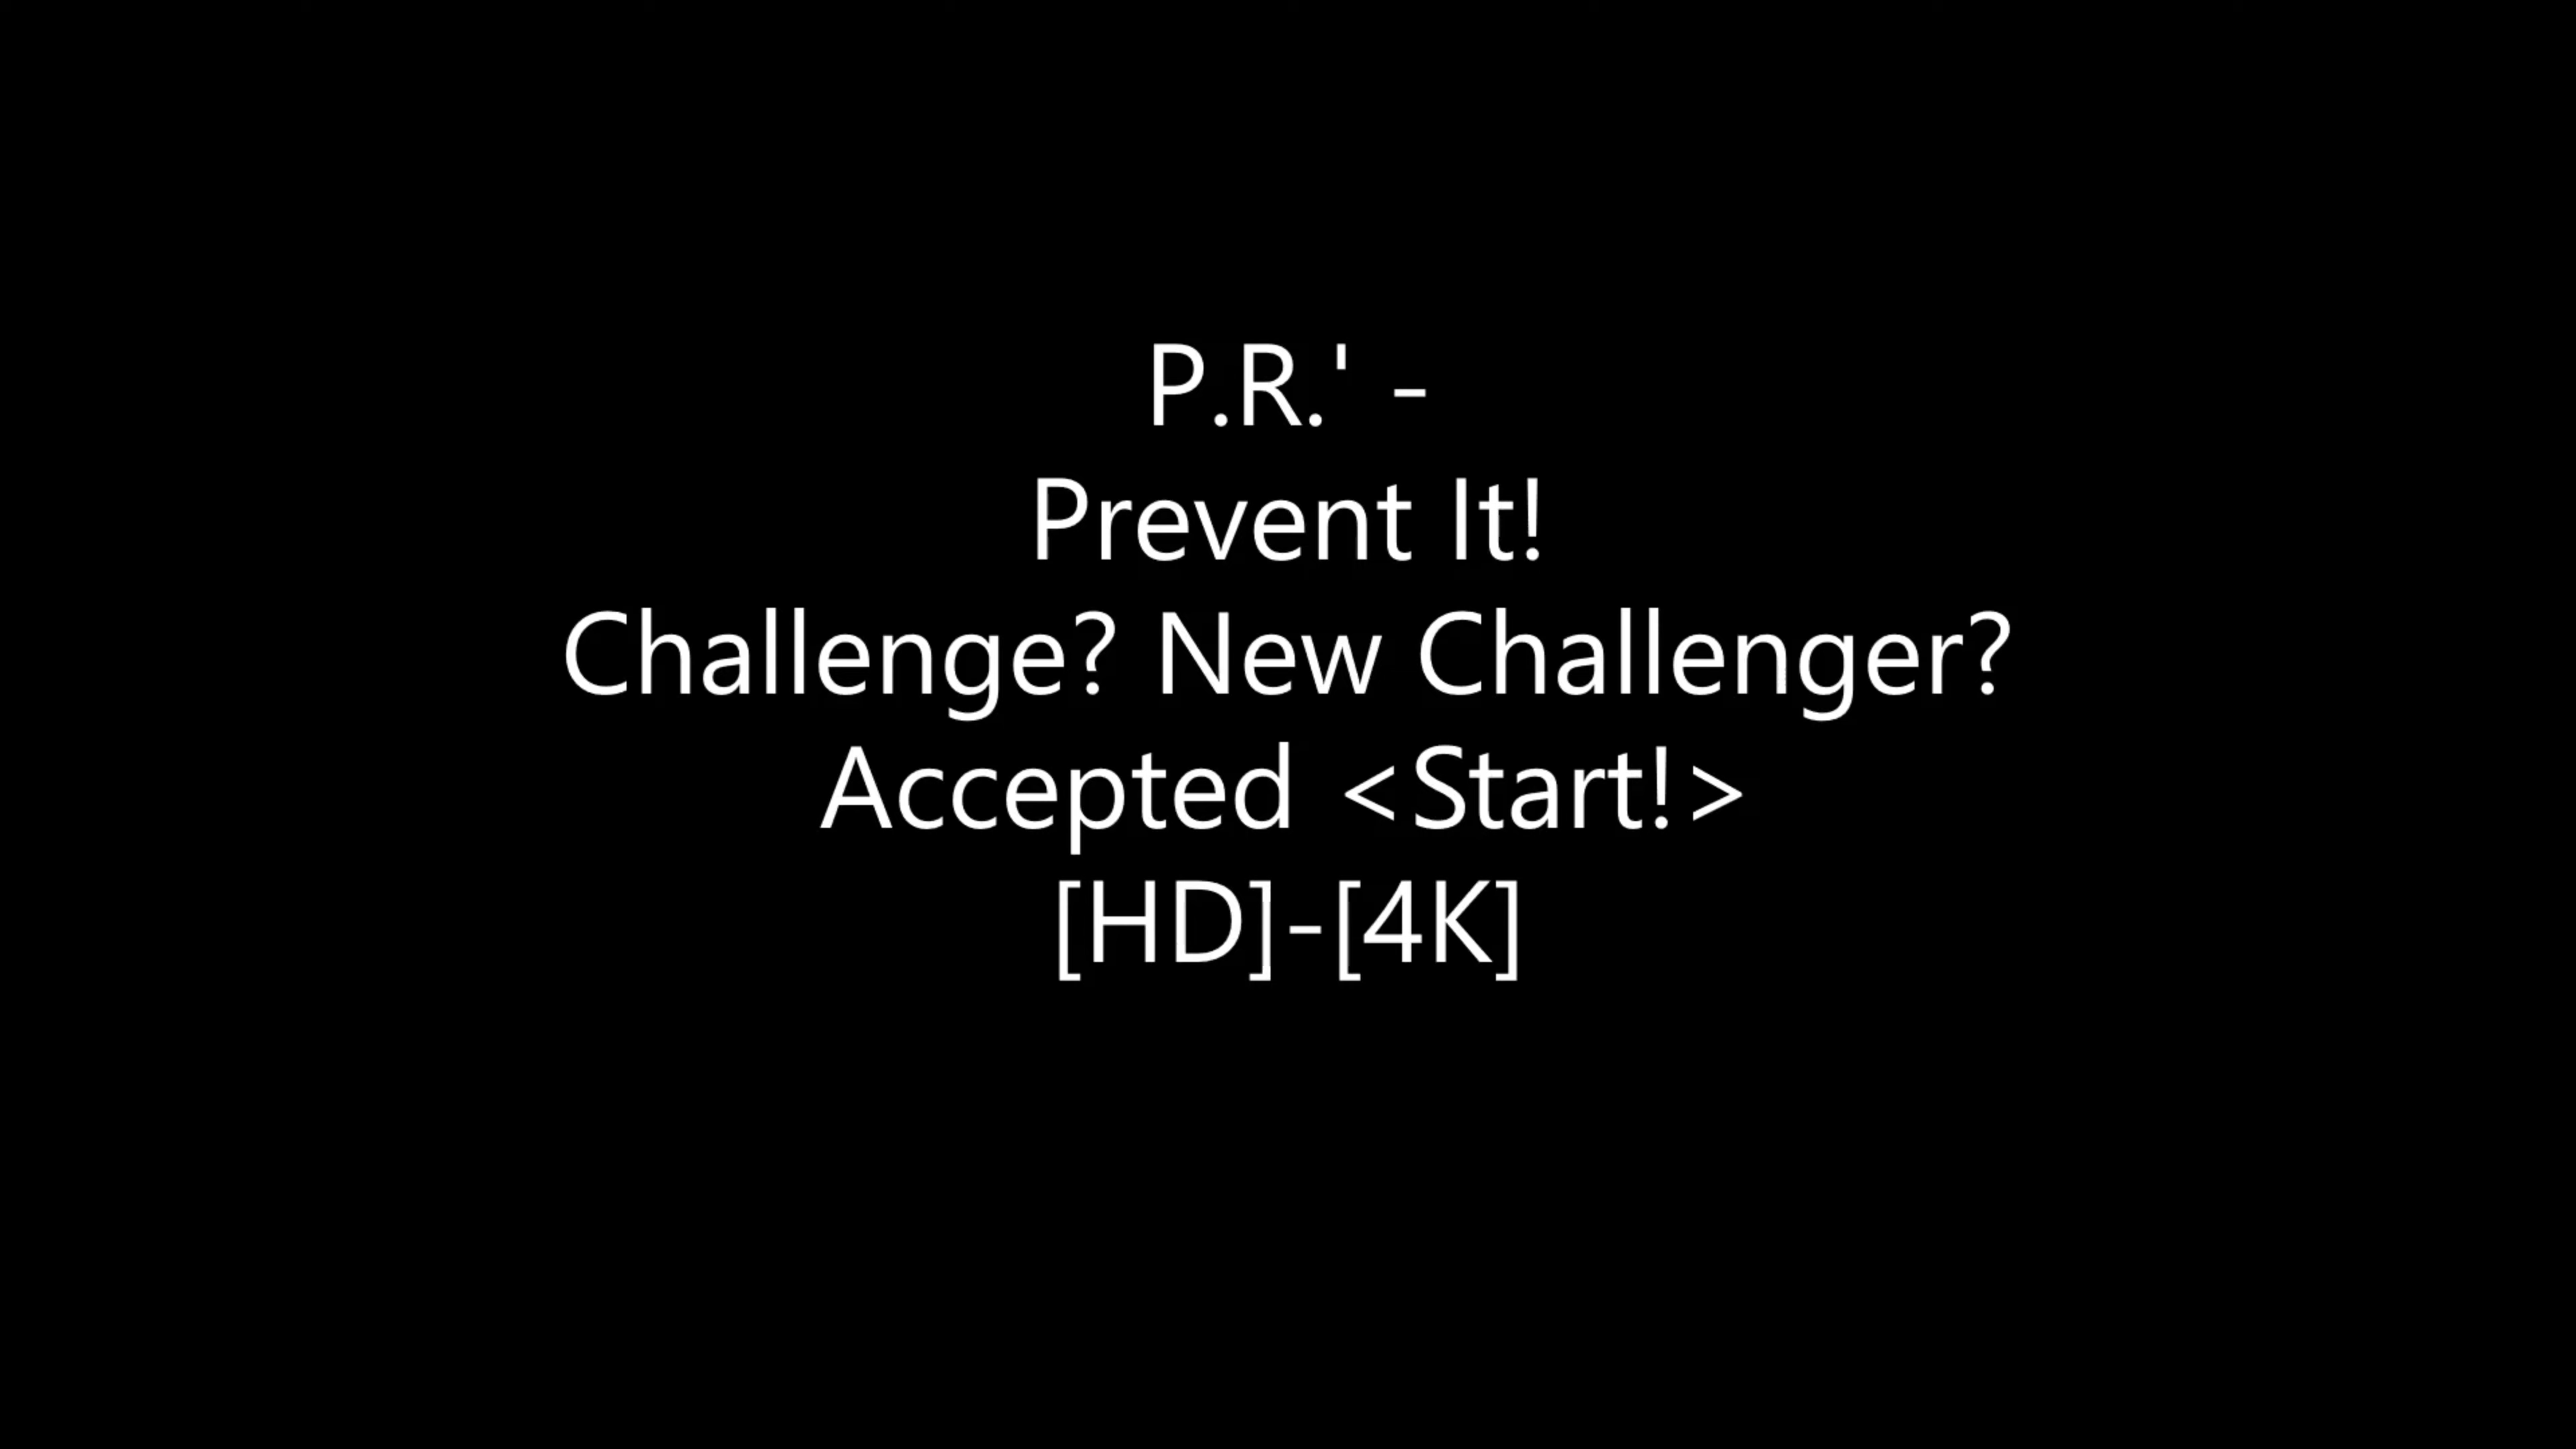 P.R.' -
Prevent It!
Challenge? New Challenger?
Accepted <Start!>
[HD]-[4K]